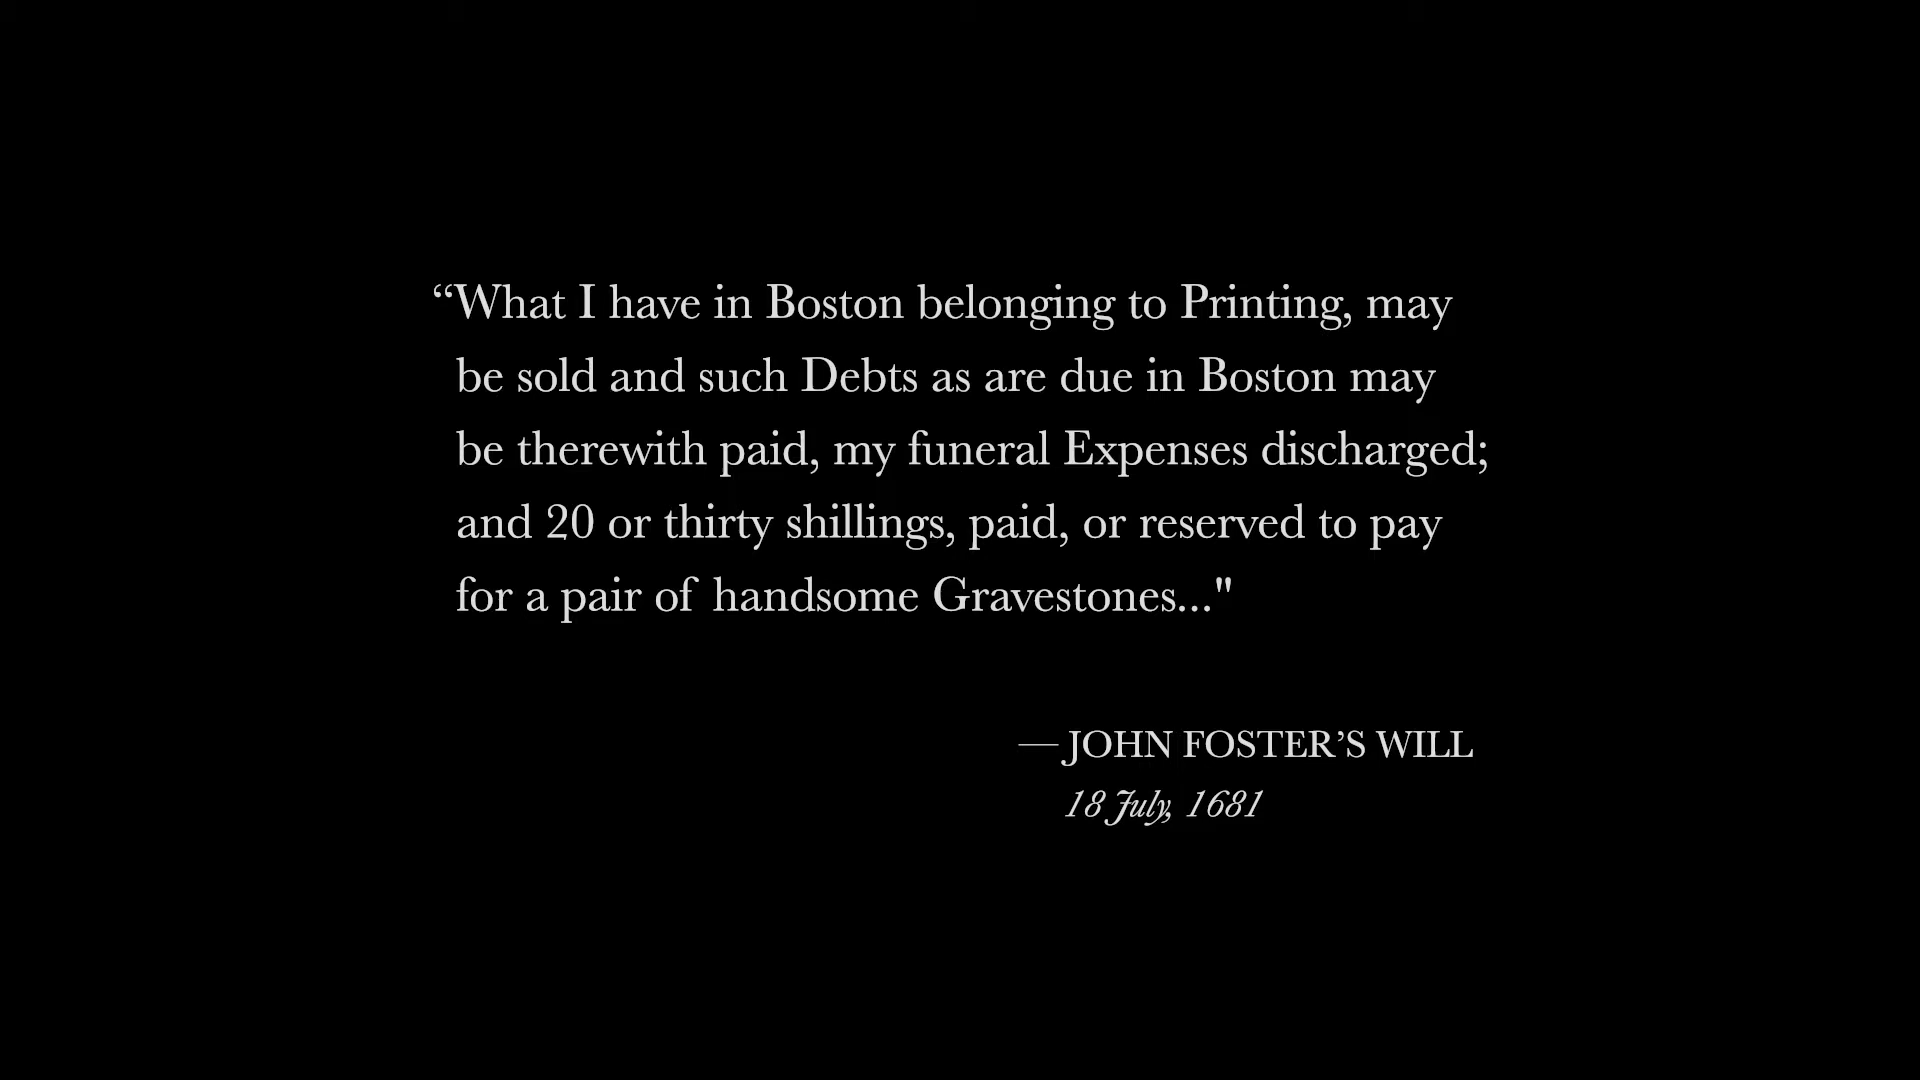 “What I have in Boston belonging to Printing, may
be sold and such Debts as are due in Boston may
be therewith paid, my funeral Expenses discharged;
and 20 or thirty shillings, paid, or reserved to pay
for a pair of handsome Gravestones..."
— JOHN FOSTER’S WILL
18 July, 1681